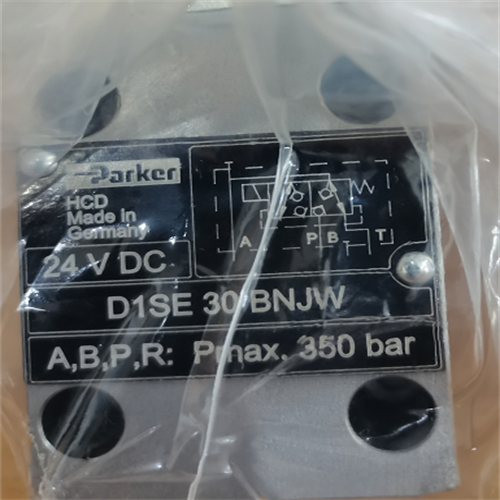 Parker
HCD
Made in
Germany
A P B T
24 V DC
D1SE 30 BNJW
A,B,P,R: Pmax. 350 bar